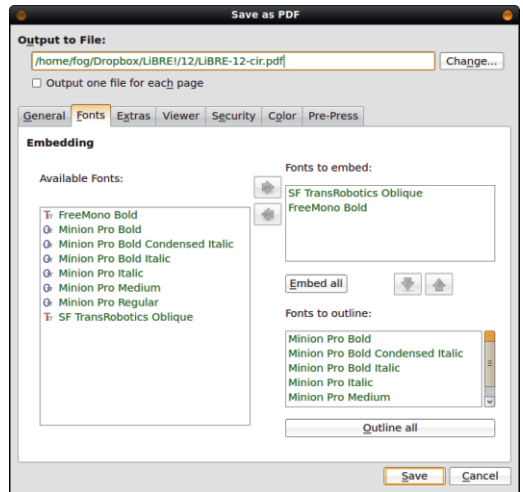 Save as PDF
Output to File:
/home/fog/Dropbox/LiBRE!/12/LiBRE-12-cir.pdf
Change...
Output one file for each page
General Fonts Extras Viewer Security Color Pre-Press
Embedding
Available Fonts:
FreeMono Bold
Minion Pro Bold
Minion Pro Bold Condensed Italic
Minion Pro Bold Italic
Minion Pro Italic
Minion Pro Medium
Minion Pro Regular
SF TransRobotics Oblique
Fonts to embed:
SF TransRobotics Oblique
FreeMono Bold
Embed all
Fonts to outline:
Minion Pro Bold
Minion Pro Bold Condensed Italic
Minion Pro Bold Italic
Minion Pro Italic
Minion Pro Medium
Outline all
Save
Cancel